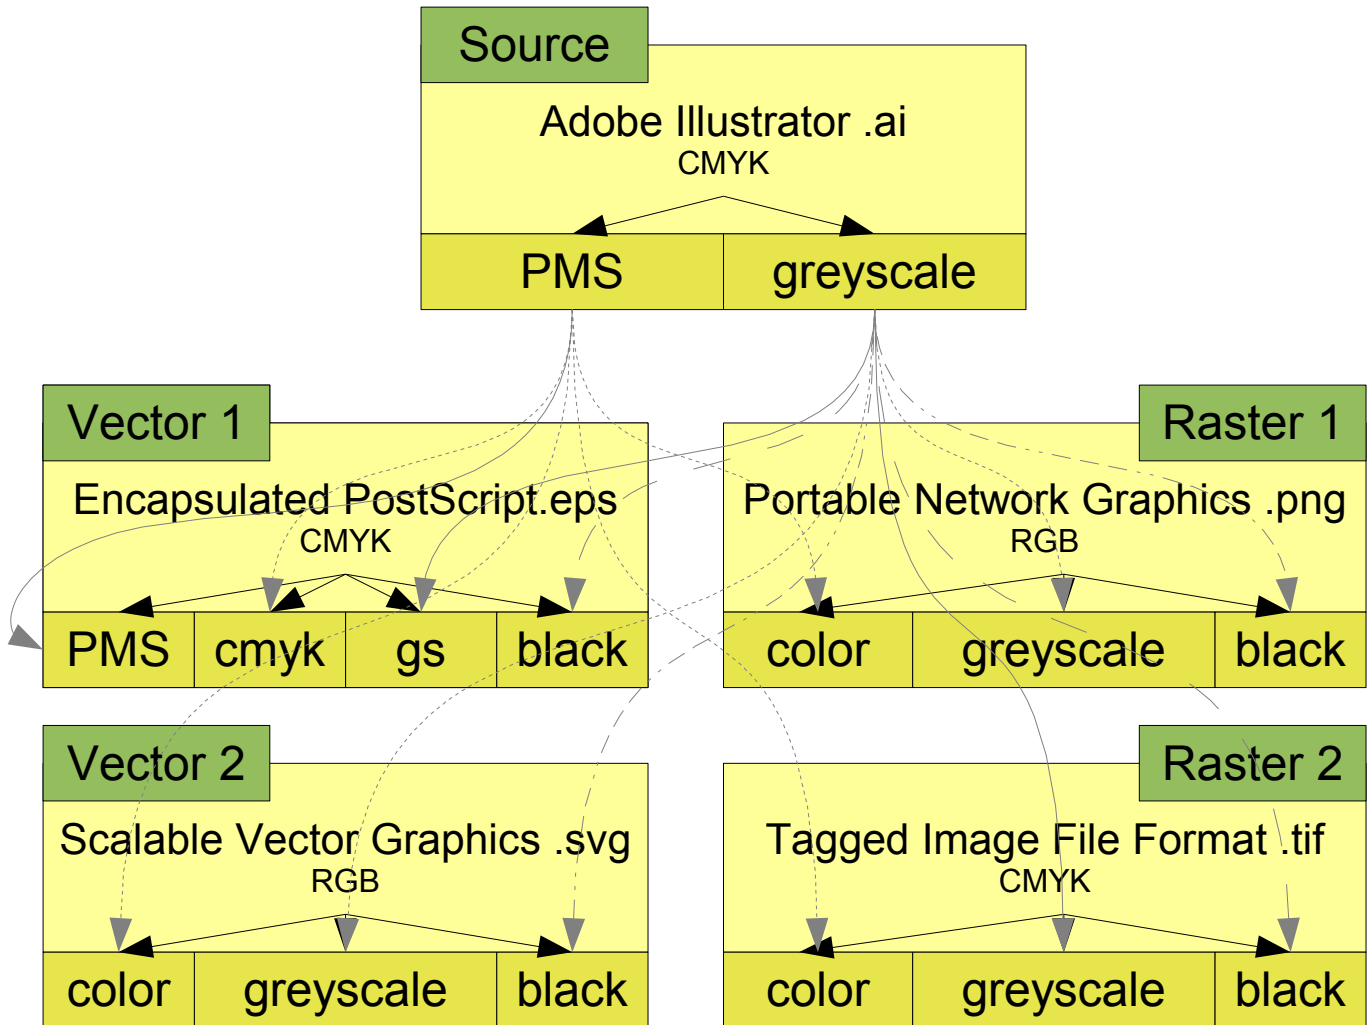 Source
Adobe Illustrator .ai
CMYK
PMS greyscale
Vector 1
Encapsulated PostScript.eps
CMYK
PMS cmyk gs black
Raster 1
Portable Network Graphics .png
RGB
color greyscale black
Vector 2
Scalable Vector Graphics .svg
RGB
color greyscale black
Raster 2
Tagged Image File Format .tif
CMYK
color greyscale black